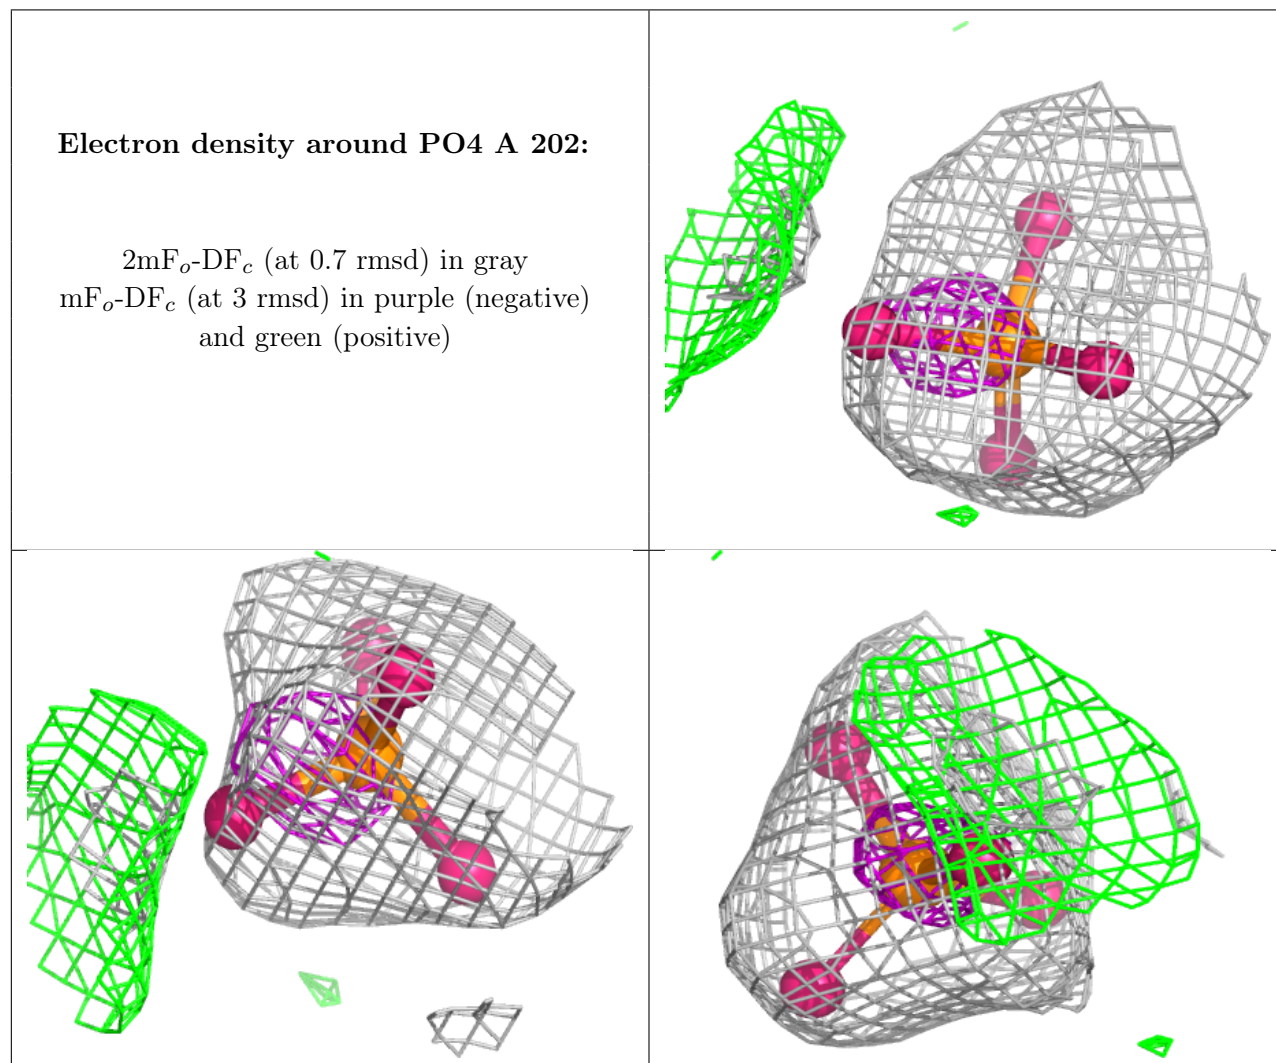 Electron density around PO4 A 202:
2mFo-DFc (at 0.7 rmsd) in gray
mFo-DFc (at 3 rmsd) in purple (negative)
and green (positive)